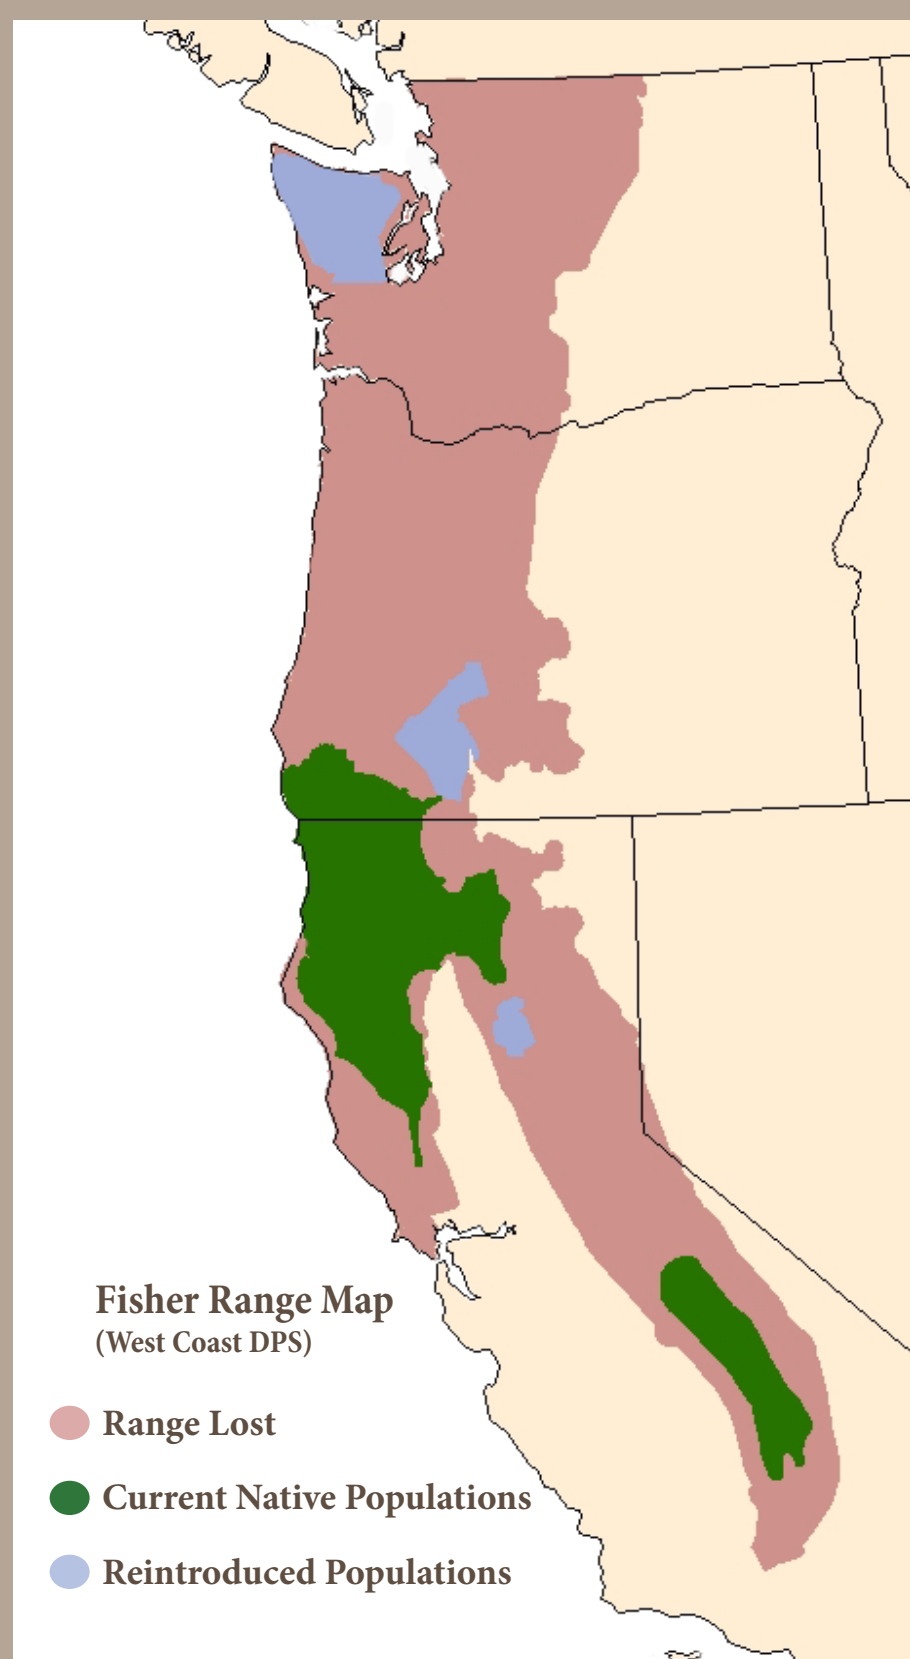 Fisher Range Map
(West Coast DPS)
Range Lost
Current Native Populations
Reintroduced Populations